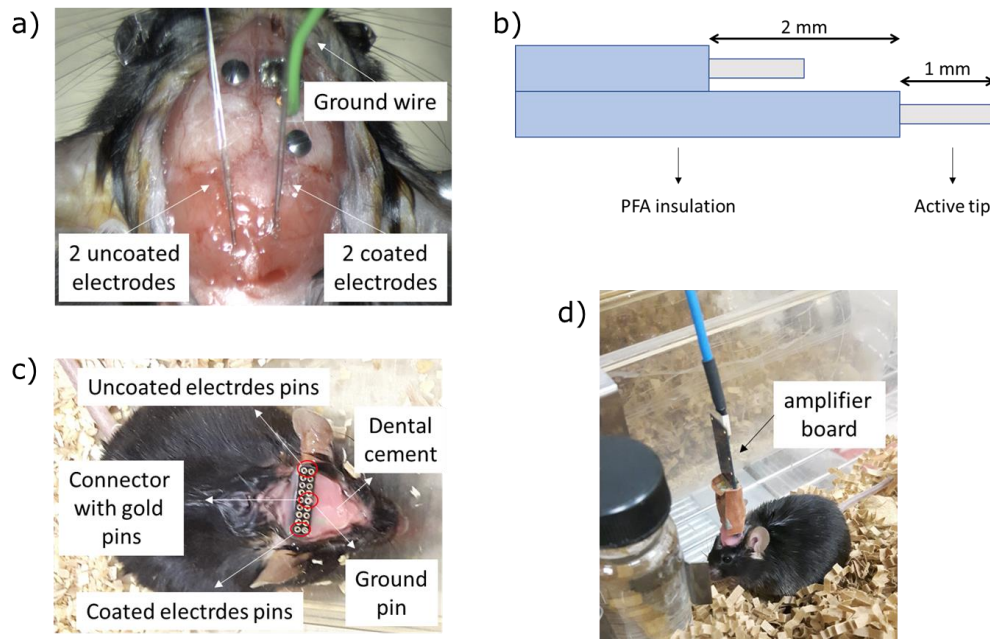 a)
Ground wire
2 uncoated
electrodes
2 coated
electrodes
b)
2 mm
1 mm
PFA insulation
Active tip
c)
Uncoated electrdes pins
Dental
cement
Connector
with gold
pins
Ground
pin
Coated electrdes pins
d)
amplifier
board